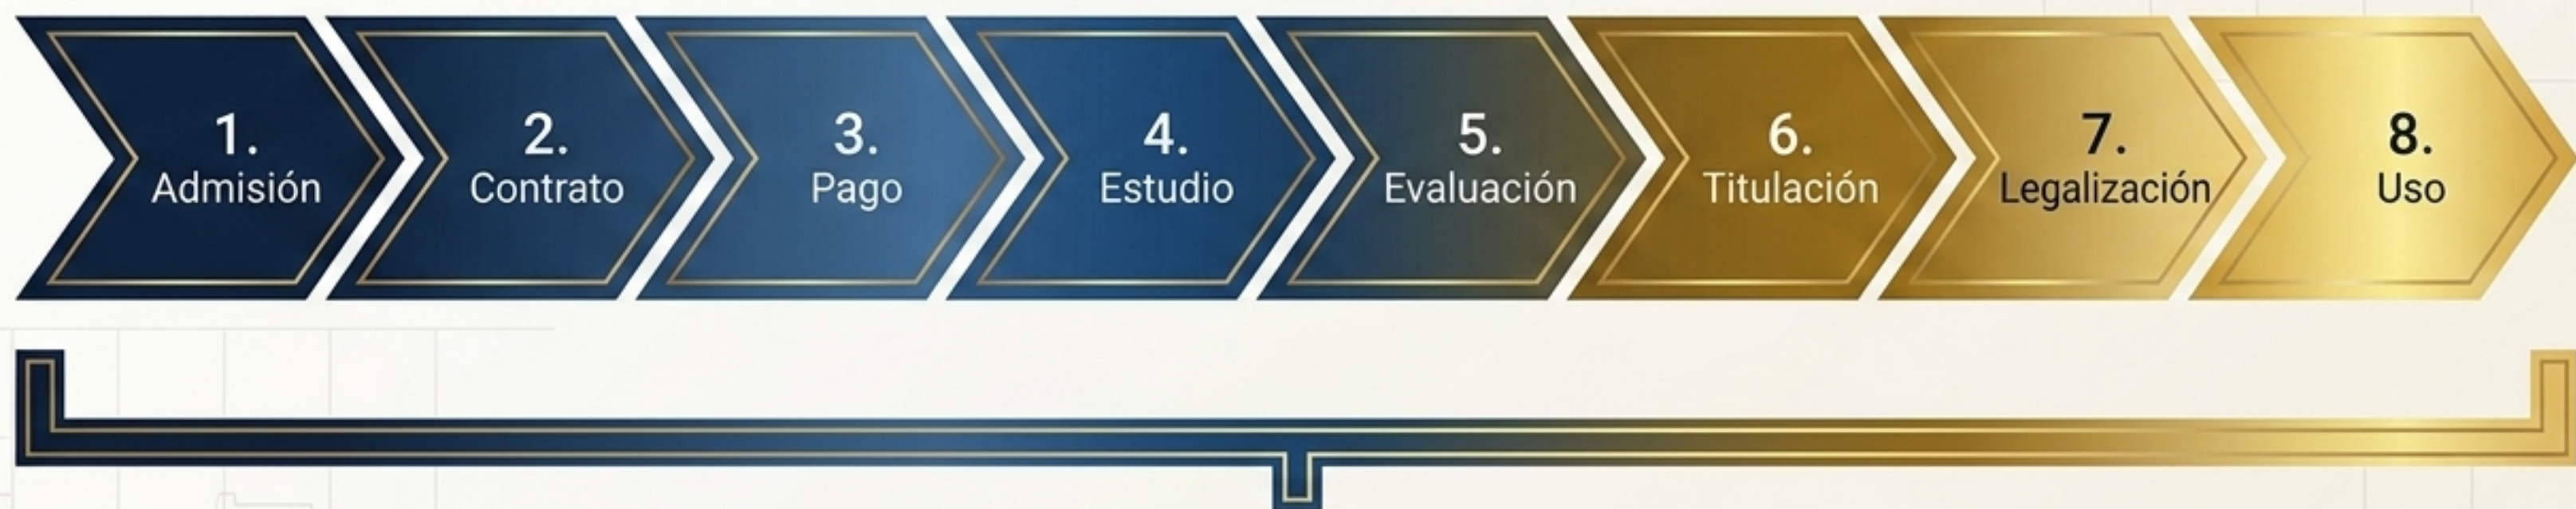 1.
Admisión
2.
Contrato
3.
Pago
4.
Estudio
5.
Evaluación
6.
Titulación
7.
Legalización
8.
Uso